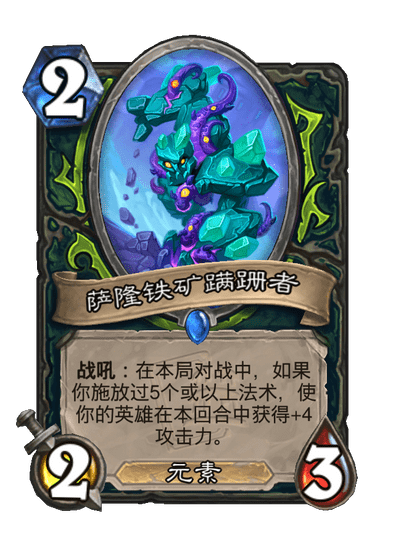 2
萨隆铁矿蹒跚者
战吼：在本局对战中，如果
你施放过5个或以上法术，使
你的英雄在本回合中获得+4
攻击力。
2
元素
3